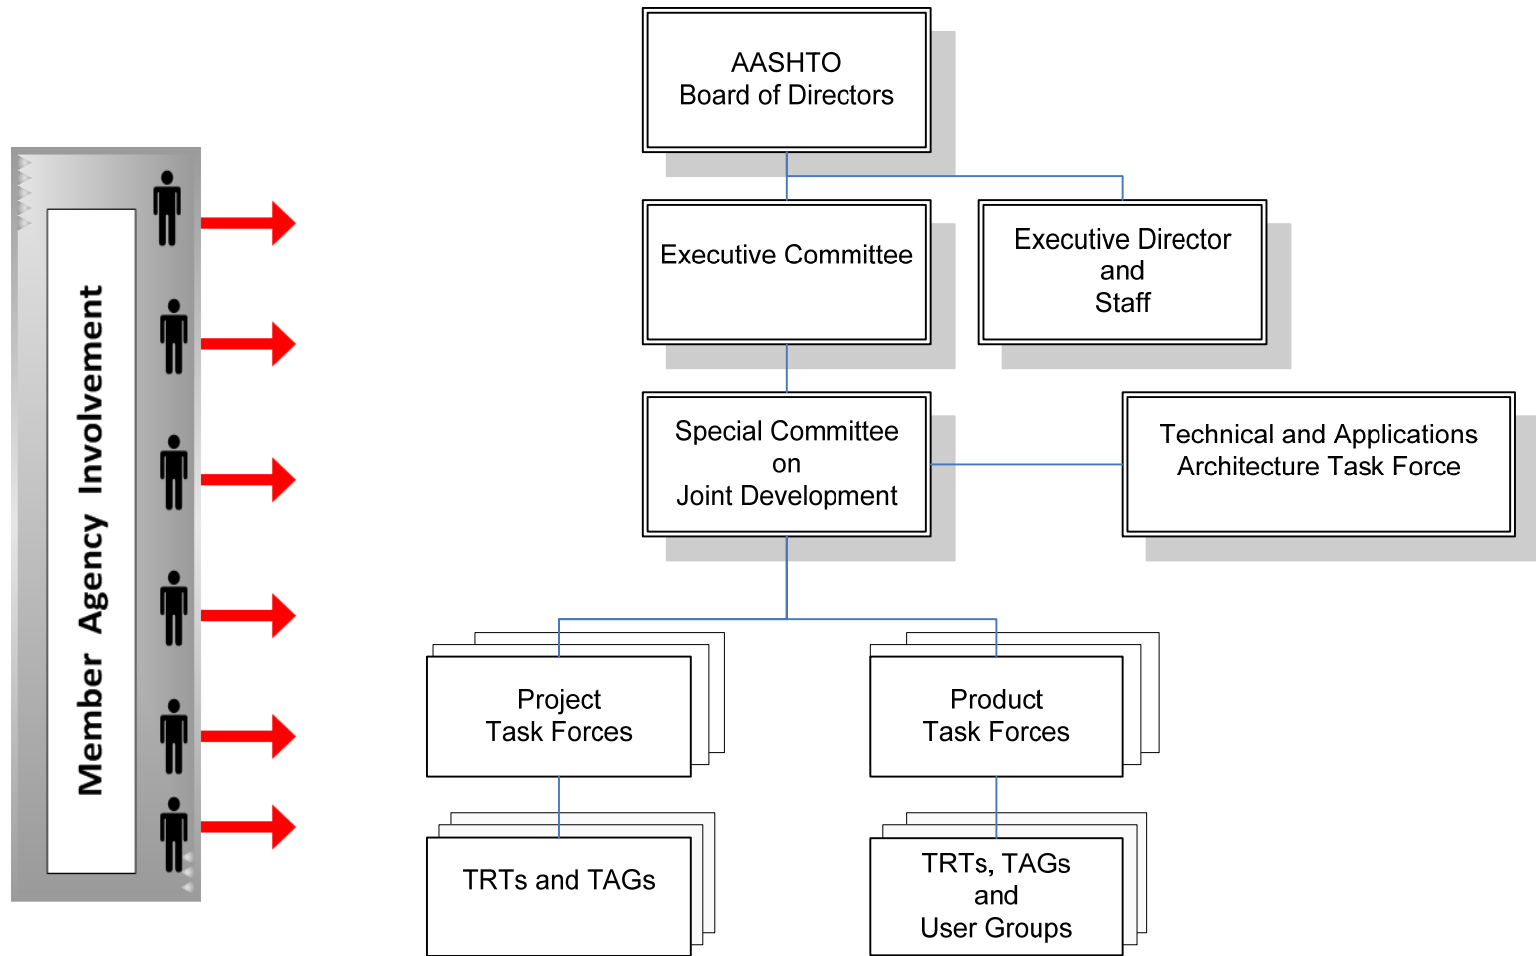 AASHTO
Board of Directors
Executive Committee
Executive Director
and
Staff
Member Agency Involvement
Special Committee
on
Joint Development
Technical and Applications
Architecture Task Force
Project
Task Forces
Product
Task Forces
TRTs and TAGs
TRTs, TAGs
and
User Groups